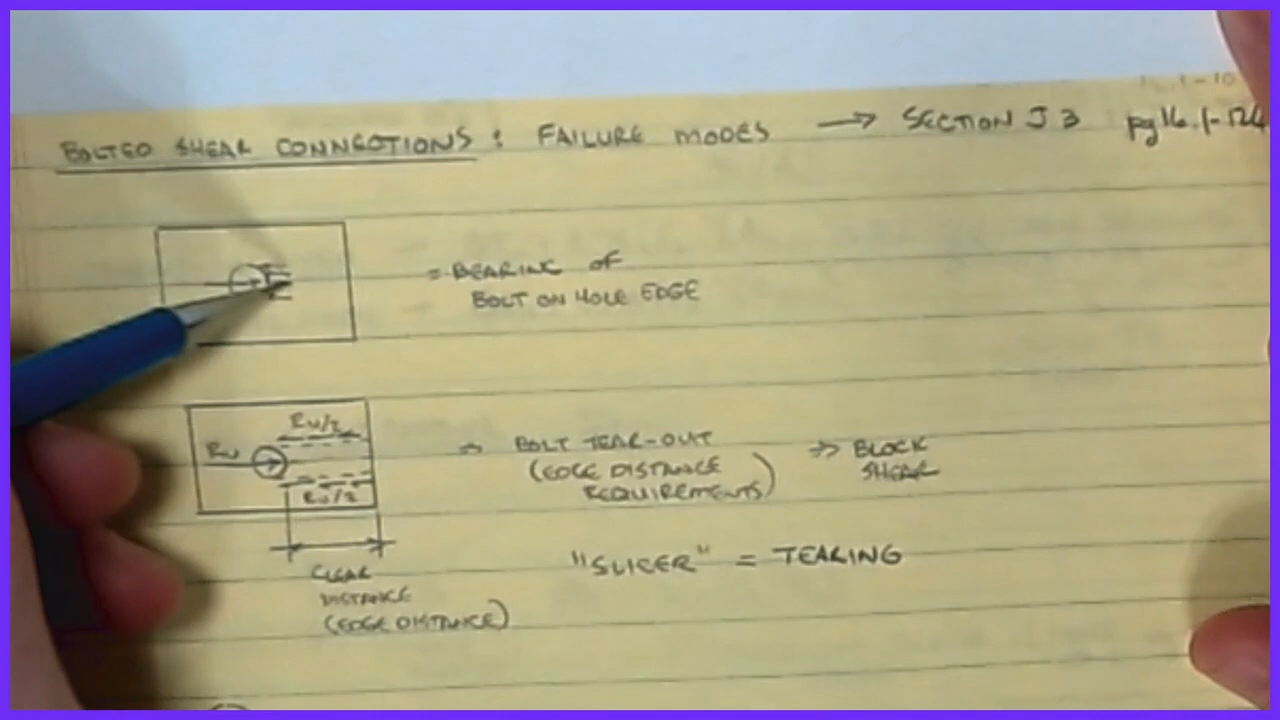 BOLTED SHEAR CONNECTIONS : FAILURE MODES → SECTION J3 pg 16.1-124
= BEARING OF
BOLT ON HOLE EDGE
Ru/2
Ru
Ru/2
⇒ BOLT TEAR-OUT
(EDGE DISTANCE
REQUIREMENTS)
⇒ BLOCK
SHEAR
"SLICER" = TEARING
CLEAR
DISTANCE
(EDGE DISTANCE)